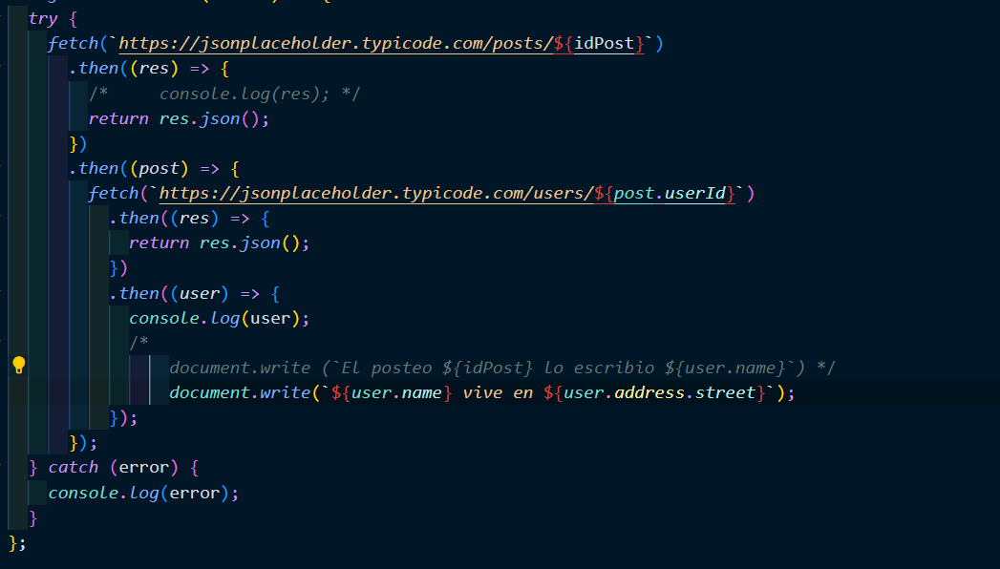 try {
fetch(`https://jsonplaceholder.typicode.com/posts/${idPost}`)
.then((res) => {
/*     console.log(res); */
return res.json();
})
.then((post) => {
fetch(`https://jsonplaceholder.typicode.com/users/${post.userId}`)
.then((res) => {
return res.json();
})
.then((user) => {
console.log(user);
/*
document.write (`El posteo ${idPost} lo escribio ${user.name}`) */
document.write(`${user.name} vive en ${user.address.street}`);
});
});
} catch (error) {
console.log(error);
}
};